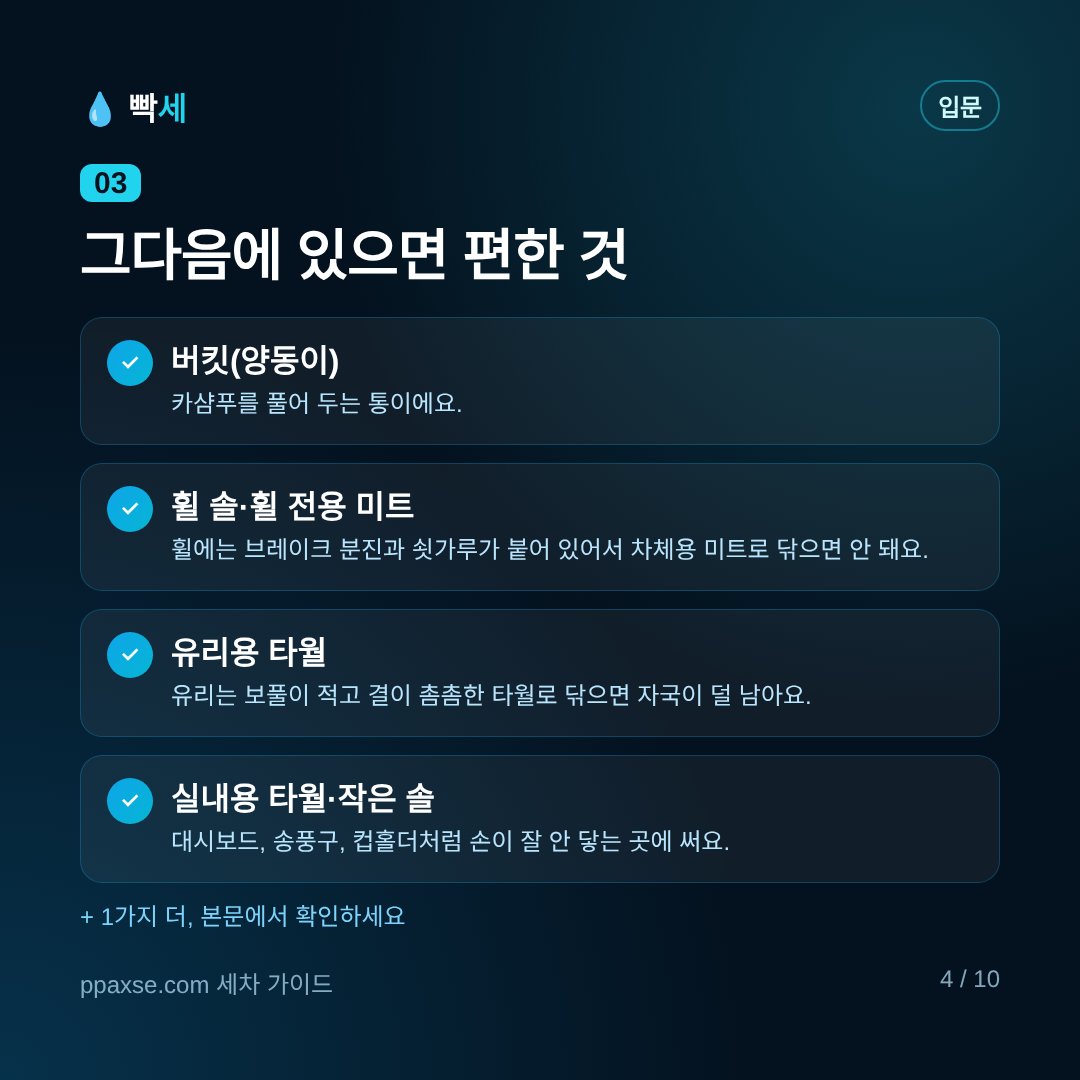 빡세
입문
03
그다음에 있으면 편한 것
버킷(양동이)
카샴푸를 풀어 두는 통이에요.
휠 솔·휠 전용 미트
휠에는 브레이크 분진과 쇳가루가 붙어 있어서 차체용 미트로 닦으면 안 돼요.
유리용 타월
유리는 보풀이 적고 결이 촘촘한 타월로 닦으면 자국이 덜 남아요.
실내용 타월·작은 솔
대시보드, 송풍구, 컵홀더처럼 손이 잘 안 닿는 곳에 써요.
+ 1가지 더, 본문에서 확인하세요
ppaxse.com 세차 가이드
4 / 10